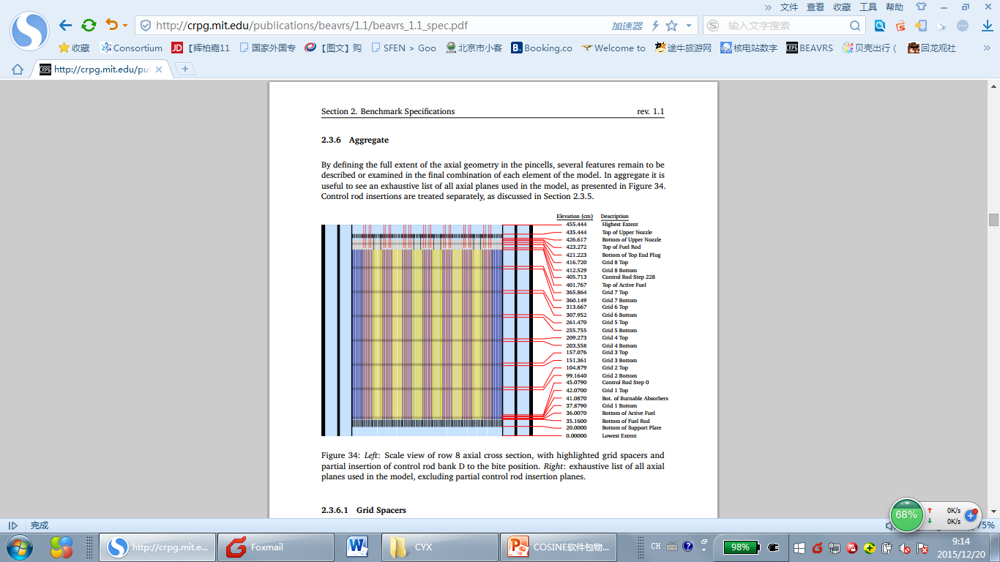 » 文件 查看 收藏 工具 帮助
http://crpg.mit.edu/publications/beavrs/1.1/beavrs_1.1_spec.pdf 加速器 输入文字搜索
收藏 Consortium JD 【辉柏嘉11 国家外国专 【图文】购 SFEN > Goo 北京市小客 B. Booking.co Welcome to 途牛旅游网 核电站数字 CRPG BEAVRS 贝壳出行 ( 回龙观社 »
CRPG http://crpg.mit.edu/pu
Section 2. Benchmark Specifications rev. 1.1
2.3.6 Aggregate
By defining the full extent of the axial geometry in the pincells, several features remain to be
described or examined in the final combination of each element of the model. In aggregate it is
useful to see an exhaustive list of all axial planes used in the model, as presented in Figure 34.
Control rod insertions are treated separately, as discussed in Section 2.3.5.
Elevation (cm) Description
455.444 Highest Extent
435.444 Top of Upper Nozzle
426.617 Bottom of Upper Nozzle
423.272 Top of Fuel Rod
421.223 Bottom of Top End Plug
416.720 Grid 8 Top
412.529 Grid 8 Bottom
405.713 Control Rod Step 228
401.767 Top of Active Fuel
365.864 Grid 7 Top
360.149 Grid 7 Bottom
313.667 Grid 6 Top
307.952 Grid 6 Bottom
261.470 Grid 5 Top
255.755 Grid 5 Bottom
209.273 Grid 4 Top
203.558 Grid 4 Bottom
157.076 Grid 3 Top
151.361 Grid 3 Bottom
104.879 Grid 2 Top
99.1640 Grid 2 Bottom
45.0790 Control Rod Step 0
42.0700 Grid 1 Top
41.0870 Bot. of Burnable Absorbers
37.8790 Grid 1 Bottom
36.0070 Bottom of Active Fuel
35.1600 Bottom of Fuel Rod
20.0000 Bottom of Support Plate
0.00000 Lowest Extent
Figure 34: Left: Scale view of row 8 axial cross section, with highlighted grid spacers and
partial insertion of control rod bank D to the bite position. Right: exhaustive list of all axial
planes used in the model, excluding partial control rod insertion planes.
2.3.6.1 Grid Spacers
68% 0K/s
0K/s
完成 75%
http://crpg.mit.e... Foxmail CYX COSINE软件包物... CH 98% 9:14
2015/12/20